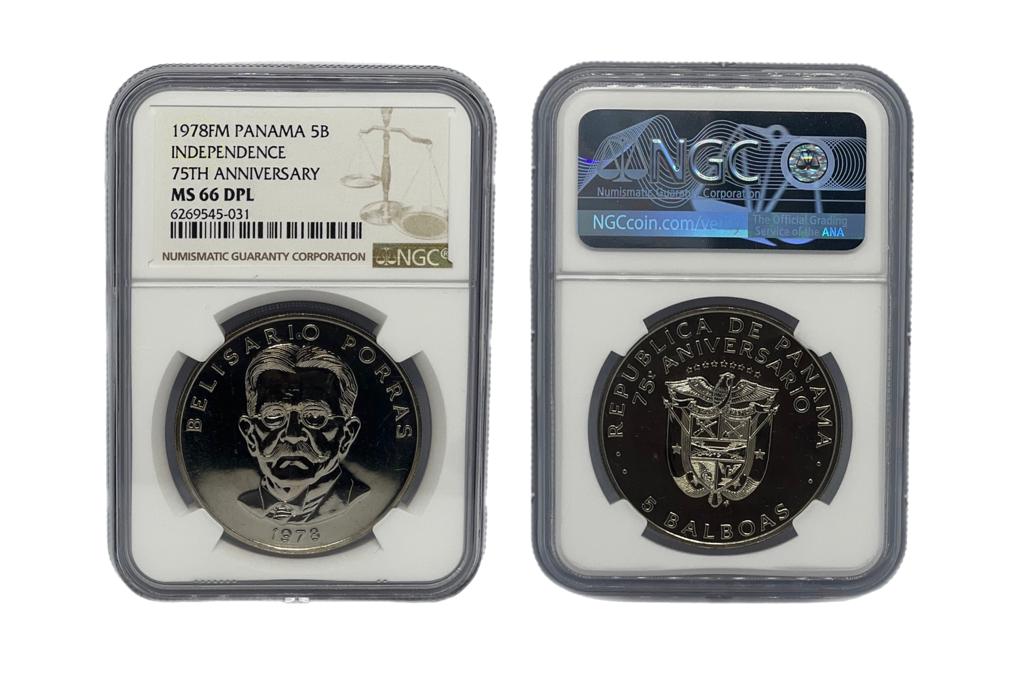 1978FM PANAMA 5B
INDEPENDENCE
75TH ANNIVERSARY
MS 66 DPL
6269545-031
NUMISMATIC GUARANTY CORPORATION NGC®
BELISARIO PORRAS
1978
NGC
Numismatic Guaranty Corporation
NGCcoin.com/verify
The Official Grading
Service of the ANA
REPUBLICA DE PANAMA
75º ANIVERSARIO
5 BALBOAS